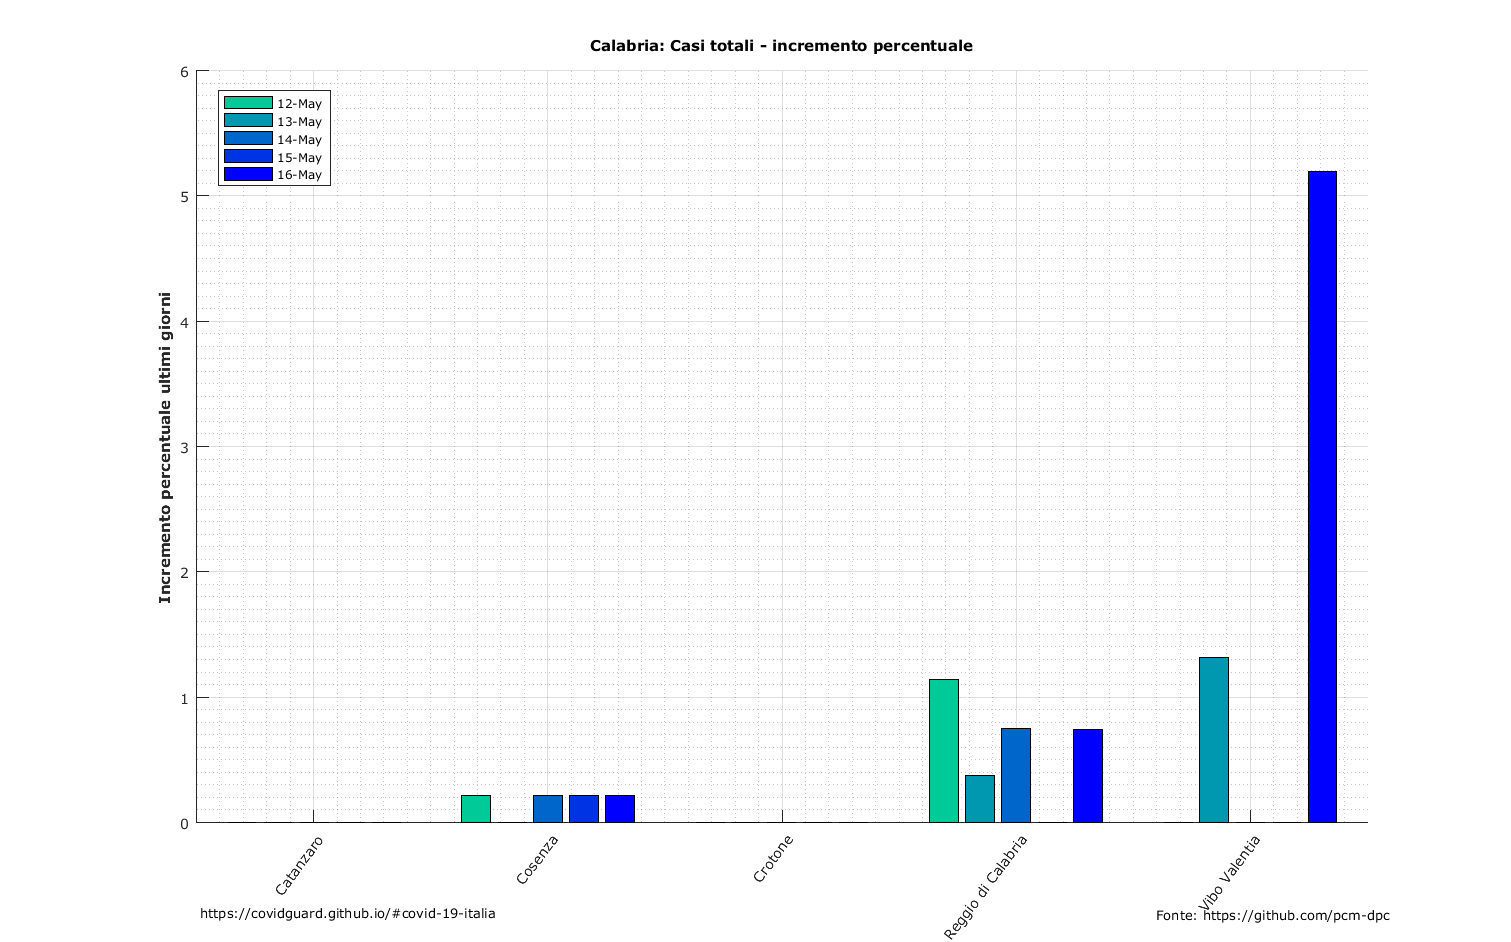 Calabria: Casi totali - incremento percentuale
Incremento percentuale ultimi giorni
6
5
4
3
2
1
0
12-May
13-May
14-May
15-May
16-May
Catanzaro
Cosenza
Crotone
Reggio di Calabria
Vibo Valentia
https://covidguard.github.io/#covid-19-italia
Fonte: https://github.com/pcm-dpc